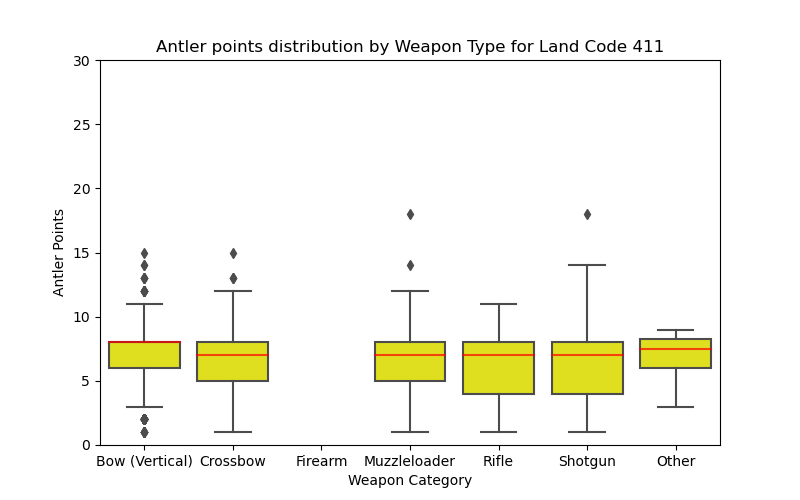 Antler points distribution by Weapon Type for Land Code 411
30
25
20
15
10
5
0
Antler Points
Bow (Vertical) Crossbow Firearm Muzzleloader Rifle Shotgun Other
Weapon Category